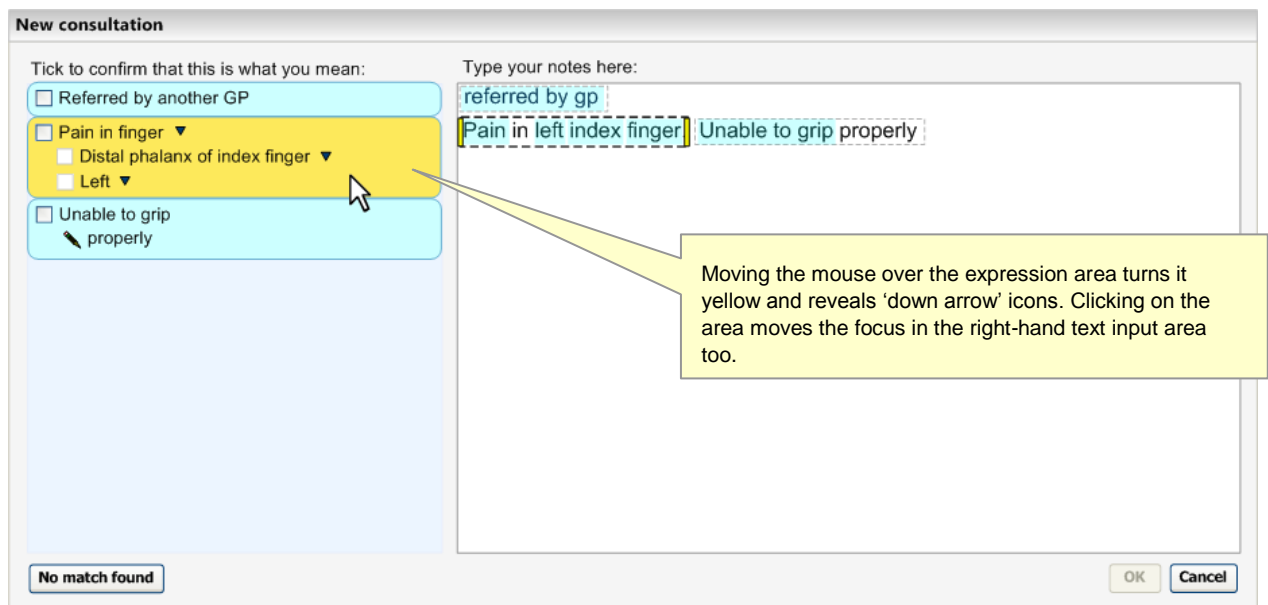 New consultation
Tick to confirm that this is what you mean:
Referred by another GP
Pain in finger
Distal phalanx of index finger
Left
Unable to grip
properly
Type your notes here:
referred by gp
Pain in left index finger. Unable to grip properly
Moving the mouse over the expression area turns it
yellow and reveals ‘down arrow’ icons. Clicking on the
area moves the focus in the right-hand text input area
too.
No match found
OK
Cancel